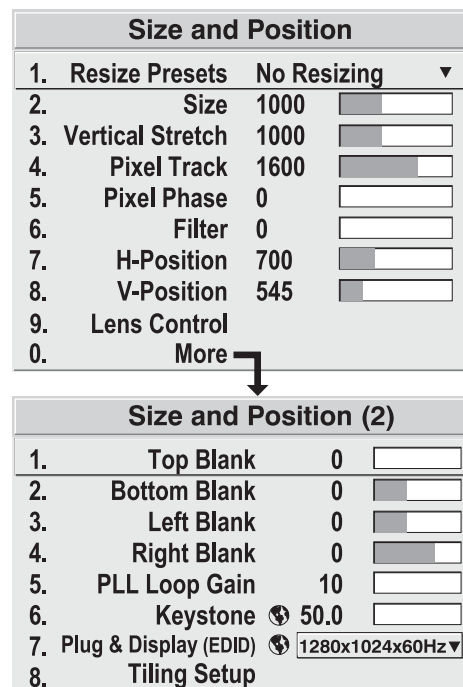 Size and Position
1. Resize Presets No Resizing ▼
2. Size 1000
3. Vertical Stretch 1000
4. Pixel Track 1600
5. Pixel Phase 0
6. Filter 0
7. H-Position 700
8. V-Position 545
9. Lens Control
0. More
Size and Position (2)
1. Top Blank 0
2. Bottom Blank 0
3. Left Blank 0
4. Right Blank 0
5. PLL Loop Gain 10
6. Keystone 50.0
7. Plug & Display (EDID) 1280x1024x60Hz▼
8. Tiling Setup